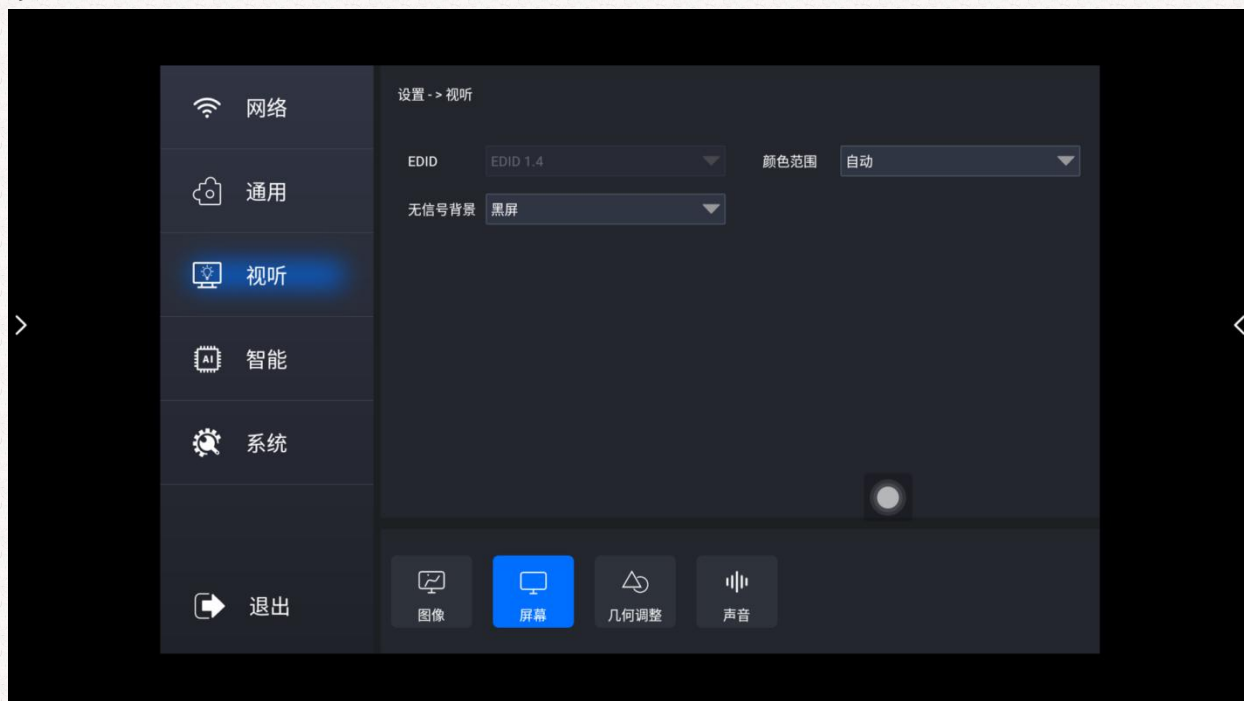 网络
通用
视听
智能
AI
系统
退出
设置 - > 视听
EDID EDID 1.4 颜色范围 自动
无信号背景 黑屏
图像 屏幕 几何调整 声音